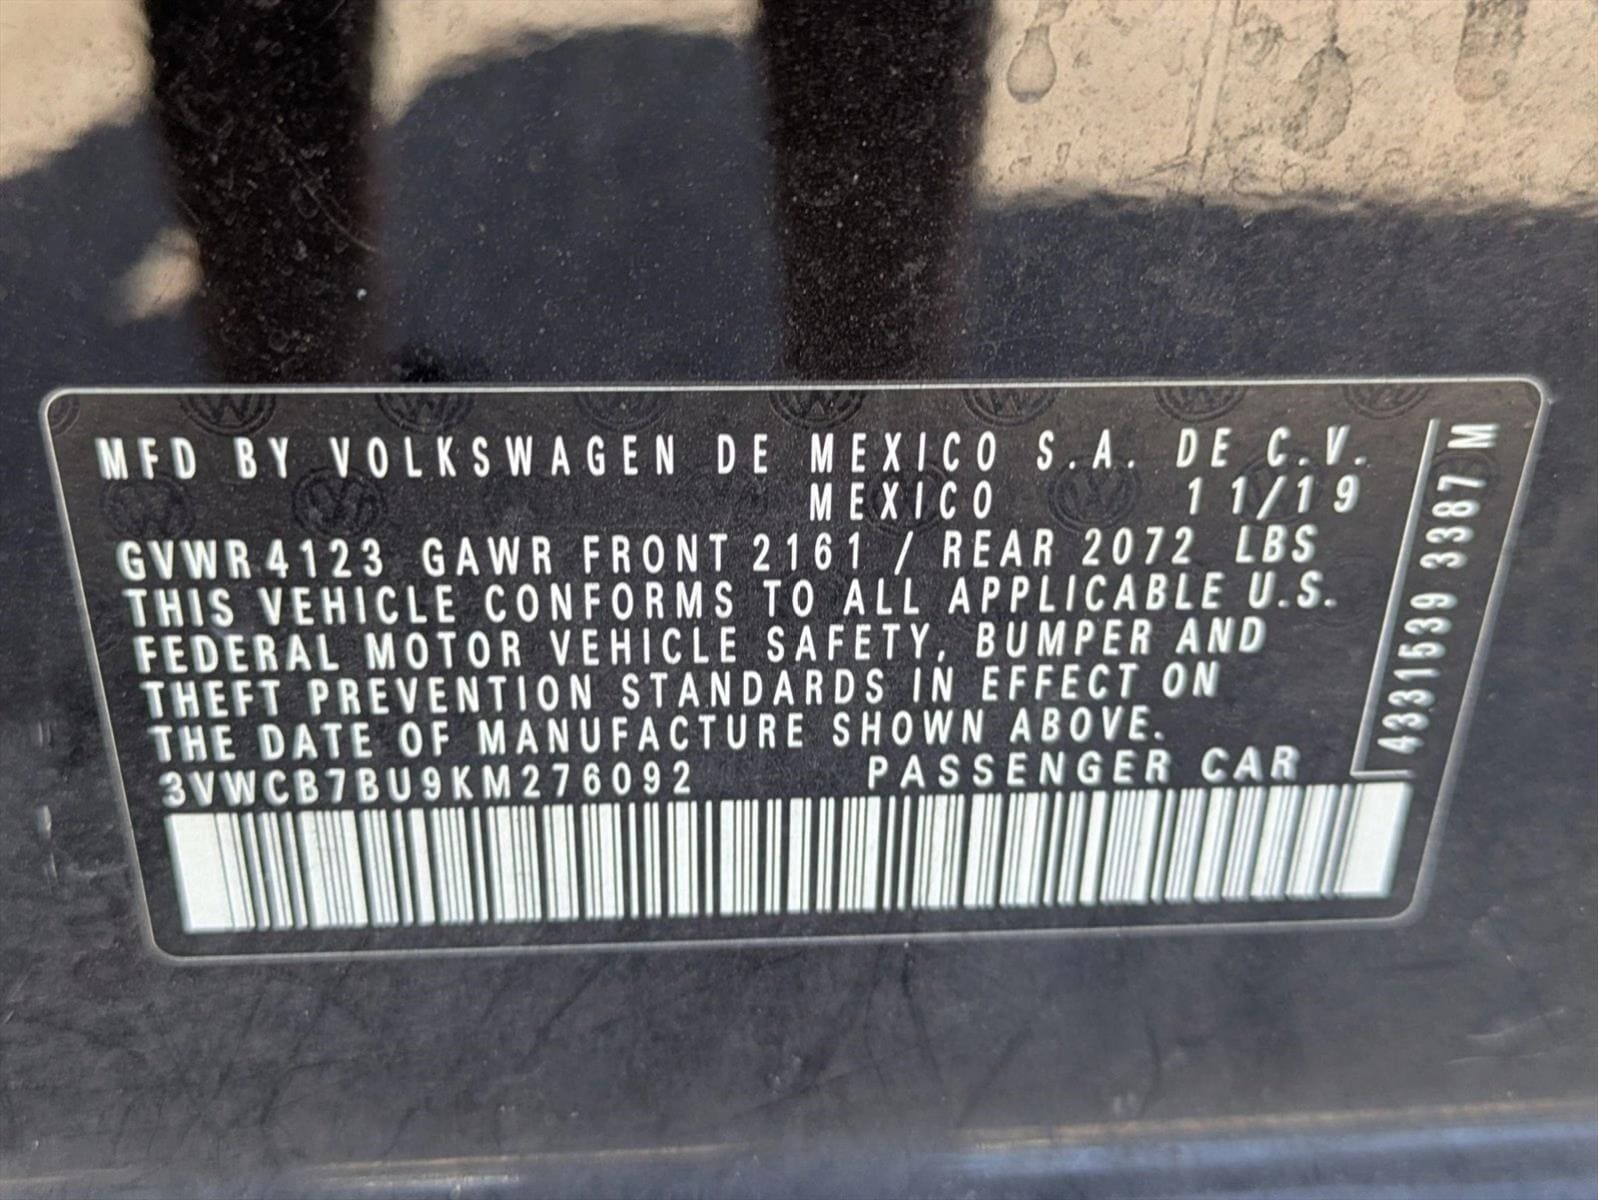 MFD BY VOLKSWAGEN DE MEXICO S.A. DE C.V.
MEXICO 11/19
GVWR 4123 GAWR FRONT 2161 / REAR 2072 LBS
THIS VEHICLE CONFORMS TO ALL APPLICABLE U.S.
FEDERAL MOTOR VEHICLE SAFETY, BUMPER AND
THEFT PREVENTION STANDARDS IN EFFECT ON
THE DATE OF MANUFACTURE SHOWN ABOVE.
3VWCB7BU9KM276092 PASSENGER CAR
4331539 3387 M